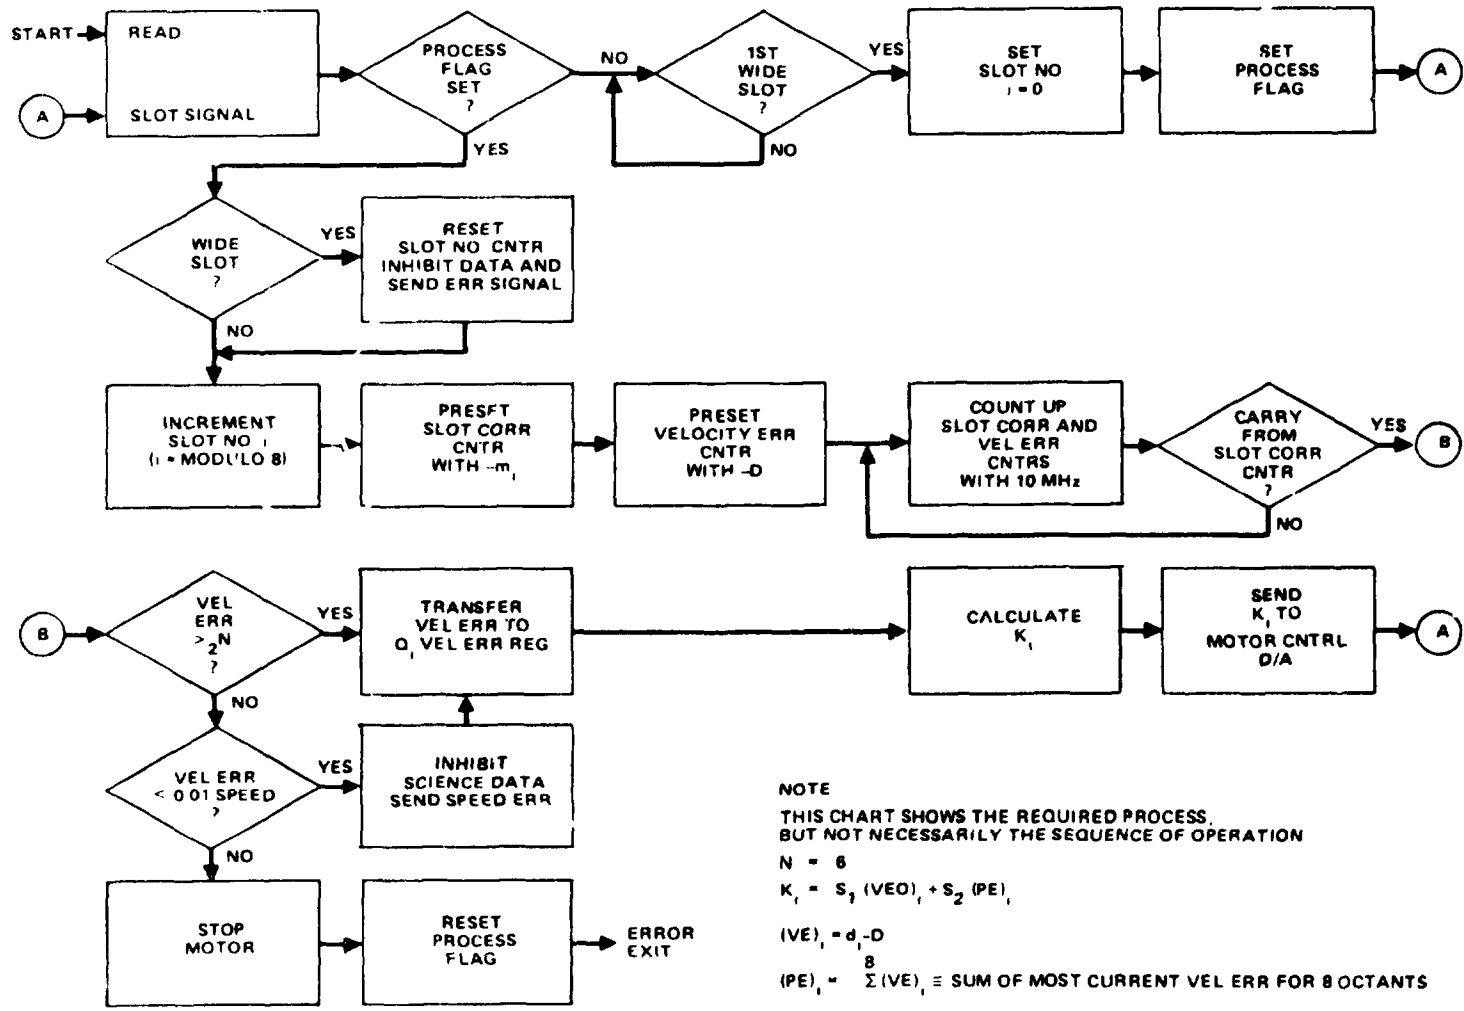 START
READ
A
SLOT SIGNAL
PROCESS
FLAG
SET
?
NO
YES
1ST
WIDE
SLOT
?
YES
NO
SET
SLOT NO
i = 0
SET
PROCESS
FLAG
A
WIDE
SLOT
?
YES
NO
RESET
SLOT NO CNTR
INHIBIT DATA AND
SEND ERR SIGNAL
INCREMENT
SLOT NO i
(i = MODULO 8)
PRESET
SLOT CORR
CNTR
WITH -mᵢ
PRESET
VELOCITY ERR
CNTR
WITH -D
COUNT UP
SLOT CORR AND
VEL ERR
CNTRS
WITH 10 MHz
CARRY
FROM
SLOT CORR
CNTR
?
YES
B
NO
B
VEL
ERR
>2N
?
YES
NO
TRANSFER
VEL ERR TO
Qᵢ VEL ERR REG
CALCULATE
Kᵢ
SEND
Kᵢ TO
MOTOR CNTRL
D/A
A
VEL ERR
< 0 01 SPEED
?
YES
NO
INHIBIT
SCIENCE DATA
SEND SPEED ERR
STOP
MOTOR
RESET
PROCESS
FLAG
ERROR
EXIT
NOTE
THIS CHART SHOWS THE REQUIRED PROCESS,
BUT NOT NECESSARILY THE SEQUENCE OF OPERATION
N = 6
Kᵢ = S₁ (VEO)ᵢ + S₂ (PE)ᵢ
(VE)ᵢ = dᵢ-D
8
(PE)ᵢ = Σ (VE)ᵢ ≡ SUM OF MOST CURRENT VEL ERR FOR 8 OCTANTS